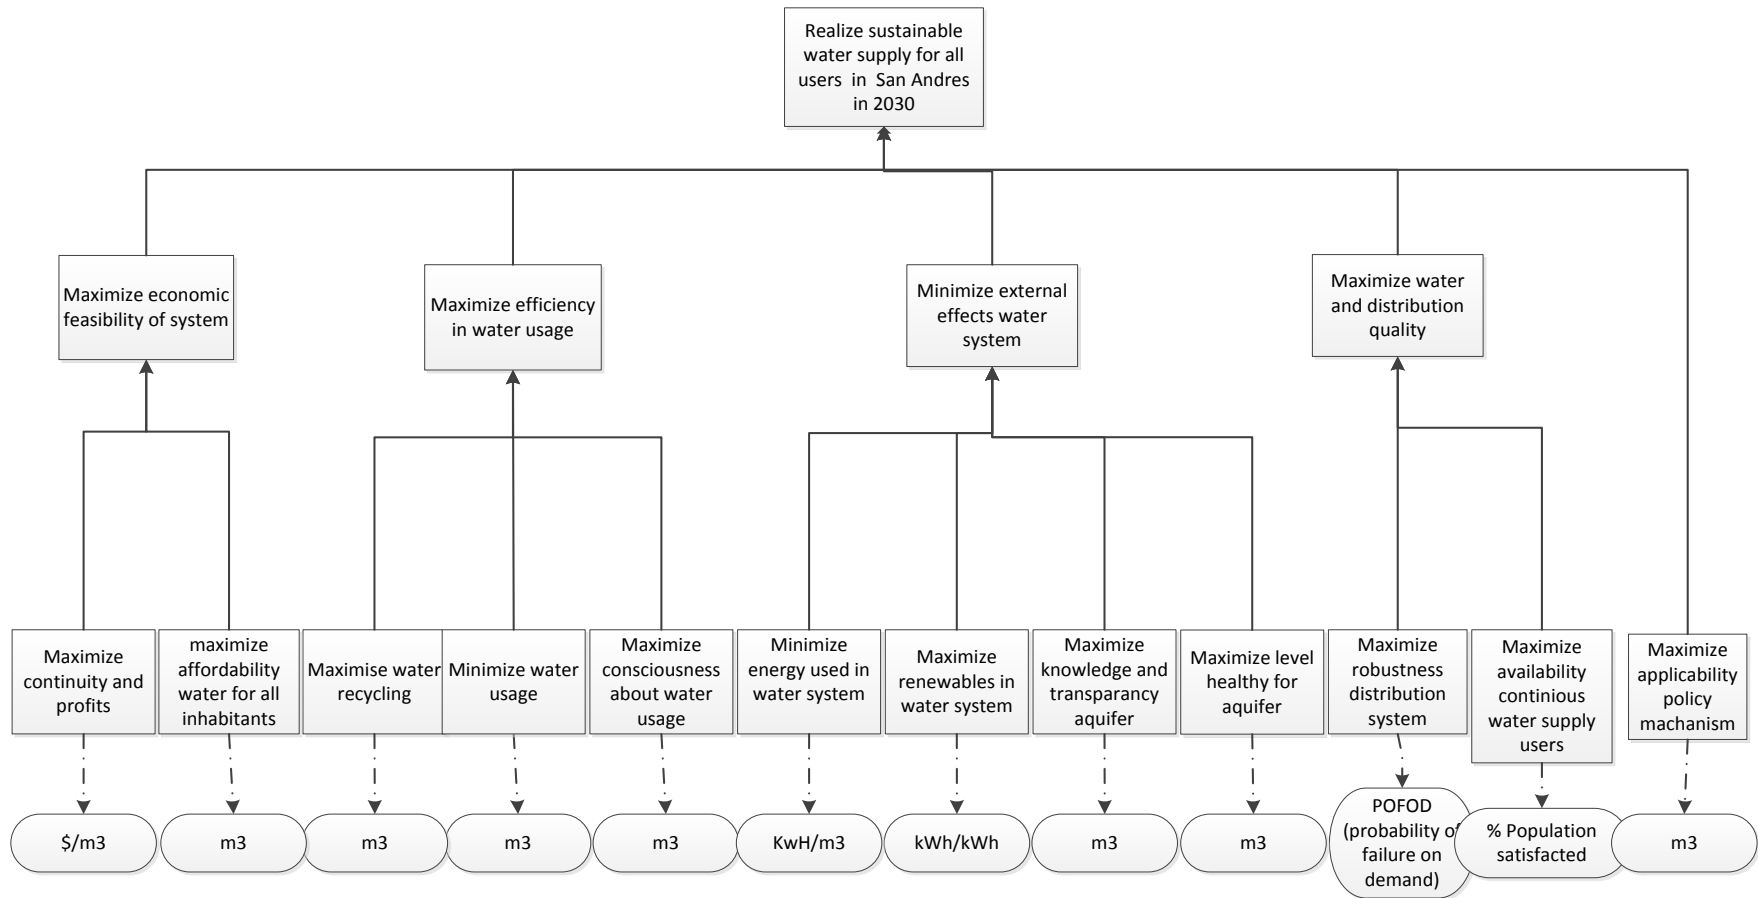 Realize sustainable
water supply for all
users in San Andres
in 2030
Maximize economic
feasibility of system
Maximize efficiency
in water usage
Minimize external
effects water
system
Maximize water
and distribution
quality
Maximize
continuity and
profits
maximize
affordability
water for all
inhabitants
Maximise water
recycling
Minimize water
usage
Maximize
consciousness
about water
usage
Minimize
energy used in
water system
Maximize
renewables in
water system
Maximize
knowledge and
transparancy
aquifer
Maximize level
healthy for
aquifer
Maximize
robustness
distribution
system
Maximize
availability
continious
water supply
users
Maximize
applicability
policy
machanism
$/m3
m3
m3
m3
m3
KwH/m3
kWh/kWh
m3
m3
POFOD
(probability of
failure on
demand)
% Population
satisfacted
m3